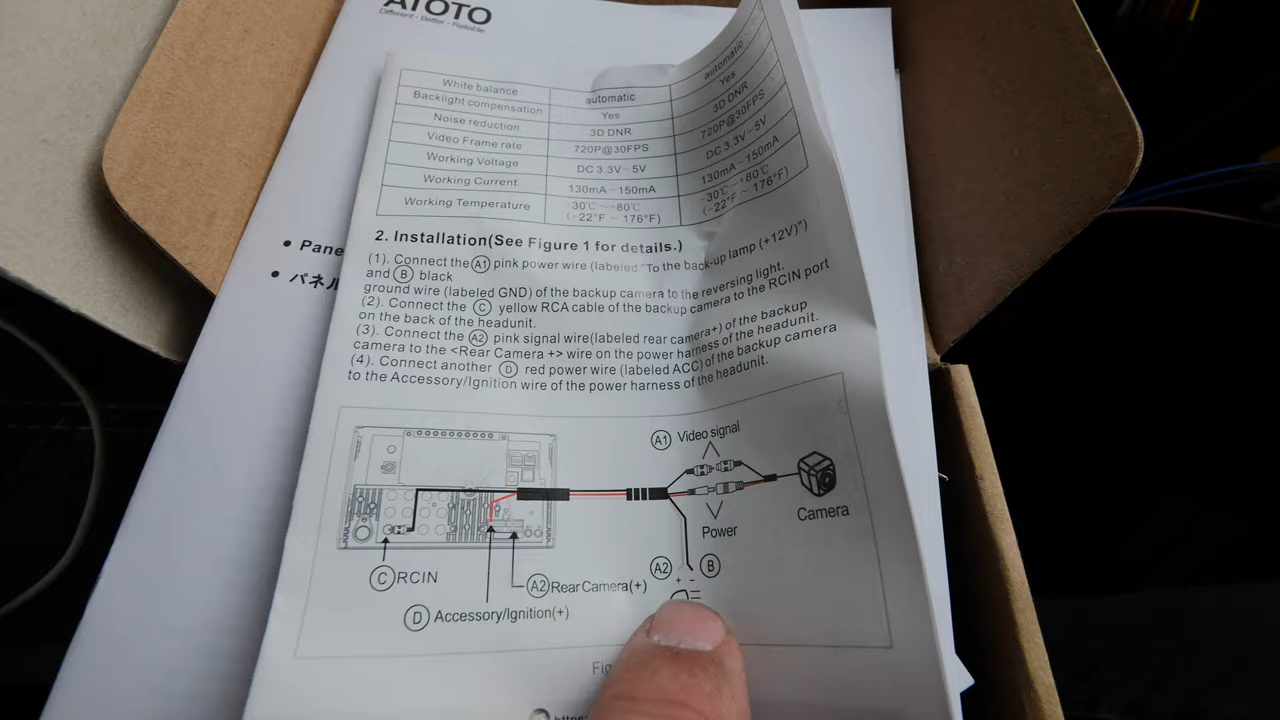 ATOTO
Different - Better - Reliable
White balance automatic automatic
Backlight compensation Yes Yes
Noise reduction 3D DNR 3D DNR
Video Frame rate 720P@30FPS 720P@30FPS
Working Voltage DC 3.3V~5V DC 3.3V~5V
Working Current 130mA~150mA 130mA~150mA
Working Temperature -30℃~+80℃ -30℃~+80℃
(-22°F ~ 176°F) (-22°F ~ 176°F)
• Pane
• パネル
2. Installation(See Figure 1 for details.)
(1). Connect the A1 pink power wire (labeled "To the back-up lamp (+12V)")
and B black
ground wire (labeled GND) of the backup camera to the reversing light.
(2). Connect the C yellow RCA cable of the backup camera to the RCIN port
on the back of the headunit.
(3). Connect the A2 pink signal wire(labeled rear camera+) of the backup
camera to the <Rear Camera +> wire on the power harness of the headunit.
(4). Connect another D red power wire (labeled ACC) of the backup camera
to the Accessory/Ignition wire of the power harness of the headunit.
A1 Video signal
Camera
Power
A2 B
+ -
C RCIN
A2 Rear Camera(+)
D Accessory/Ignition(+)